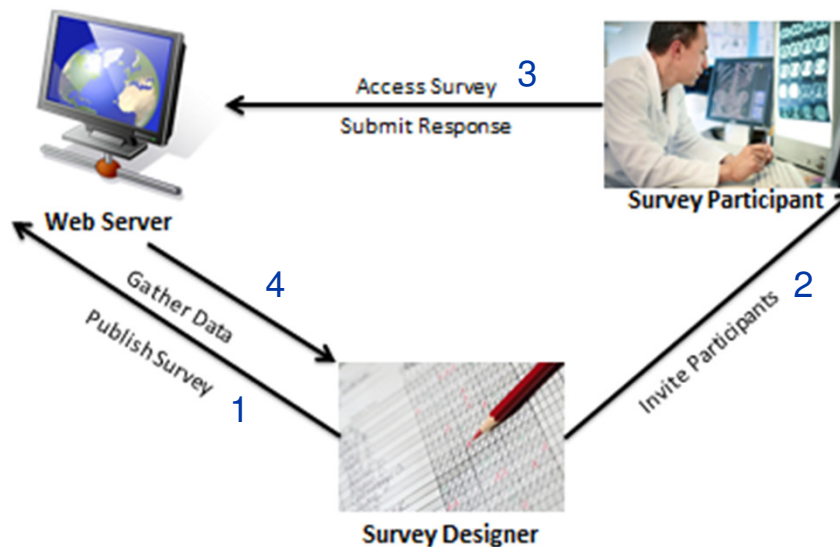 Access Survey 3
Submit Response
Web Server
Survey Participant
4
Gather Data
2
Publish Survey
Invite Participants
1
Survey Designer